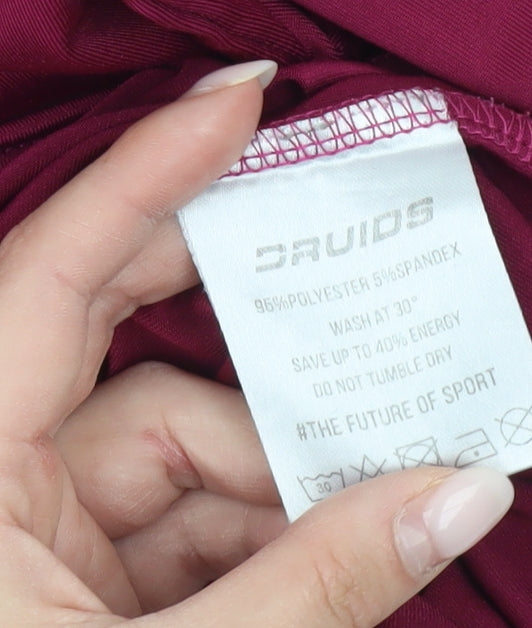 DRUIDS
95%POLYESTER 5%SPANDEX
WASH AT 30°
SAVE UP TO 40% ENERGY
DO NOT TUMBLE DRY
#THE FUTURE OF SPORT
30